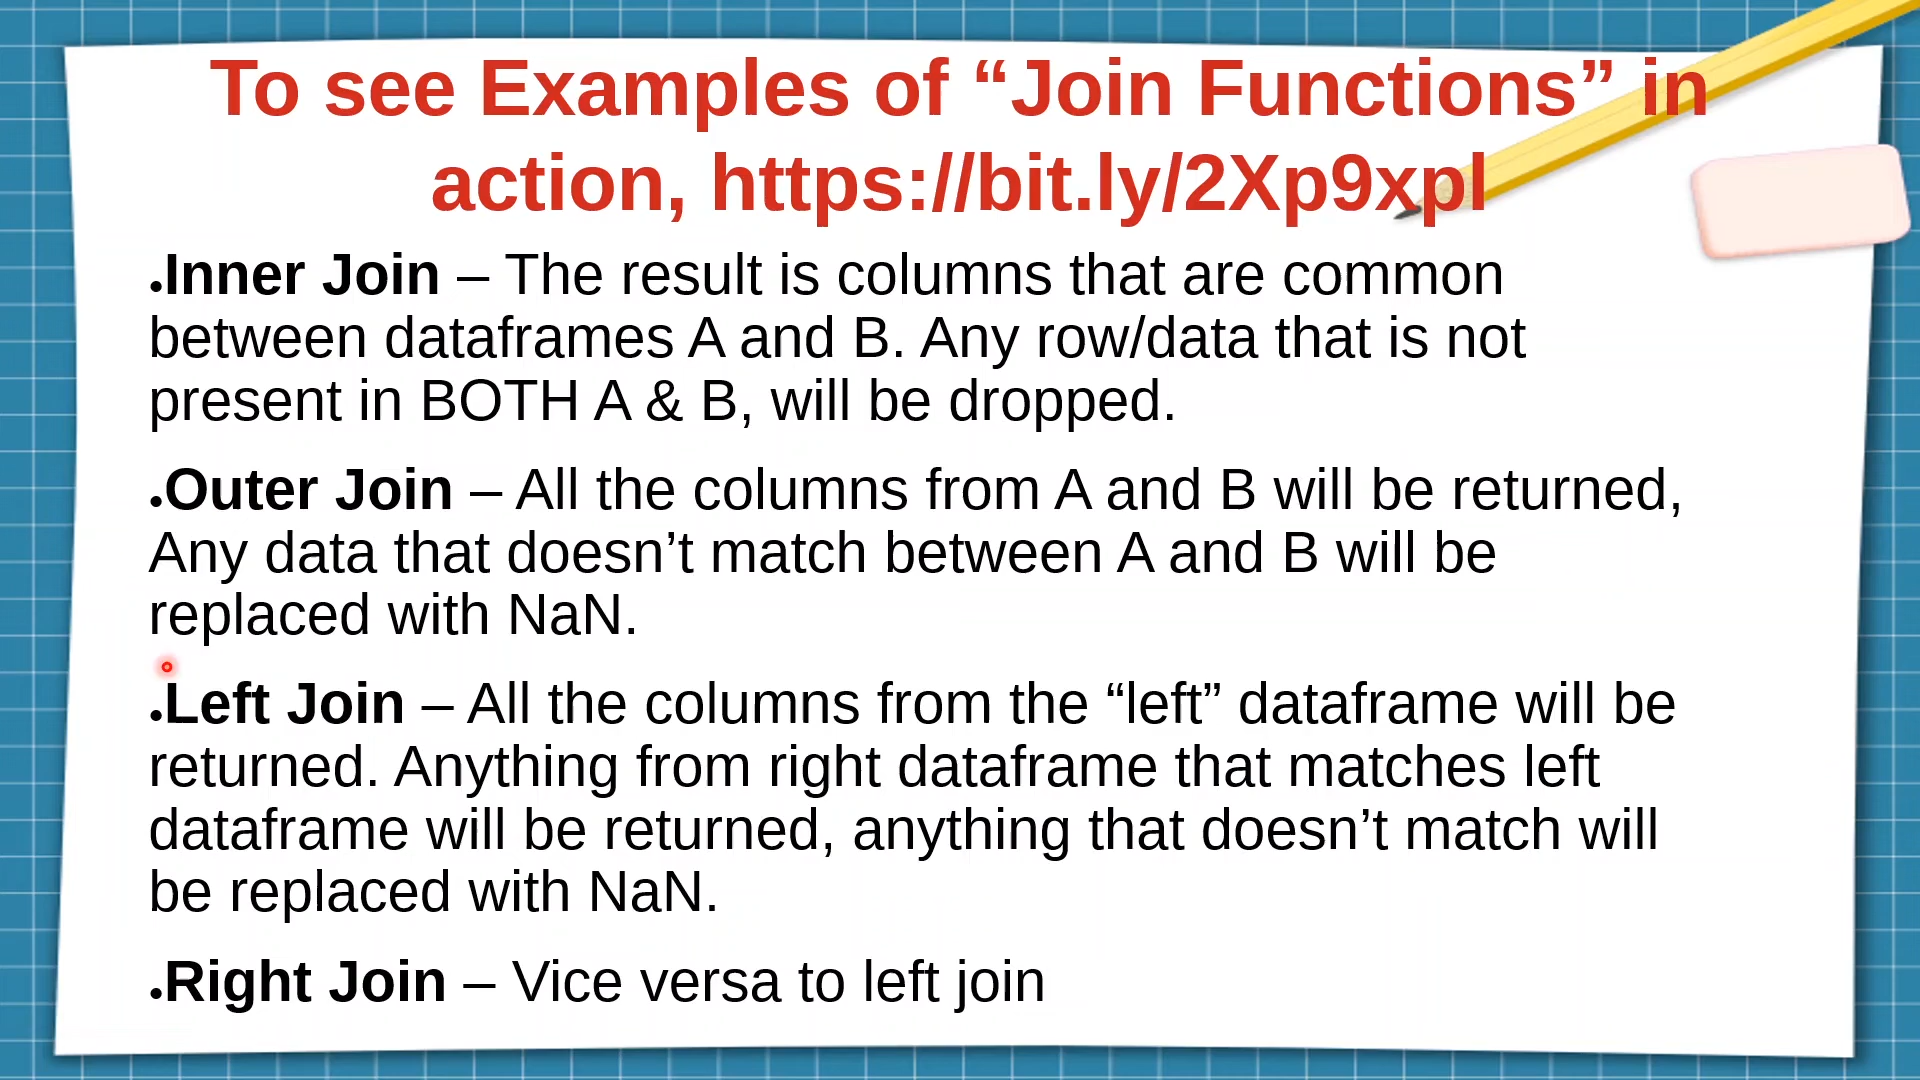 To see Examples of “Join Functions” in
action, https://bit.ly/2Xp9xpl
•Inner Join – The result is columns that are common
between dataframes A and B. Any row/data that is not
present in BOTH A & B, will be dropped.
•Outer Join – All the columns from A and B will be returned,
Any data that doesn’t match between A and B will be
replaced with NaN.
•Left Join – All the columns from the “left” dataframe will be
returned. Anything from right dataframe that matches left
dataframe will be returned, anything that doesn’t match will
be replaced with NaN.
•Right Join – Vice versa to left join